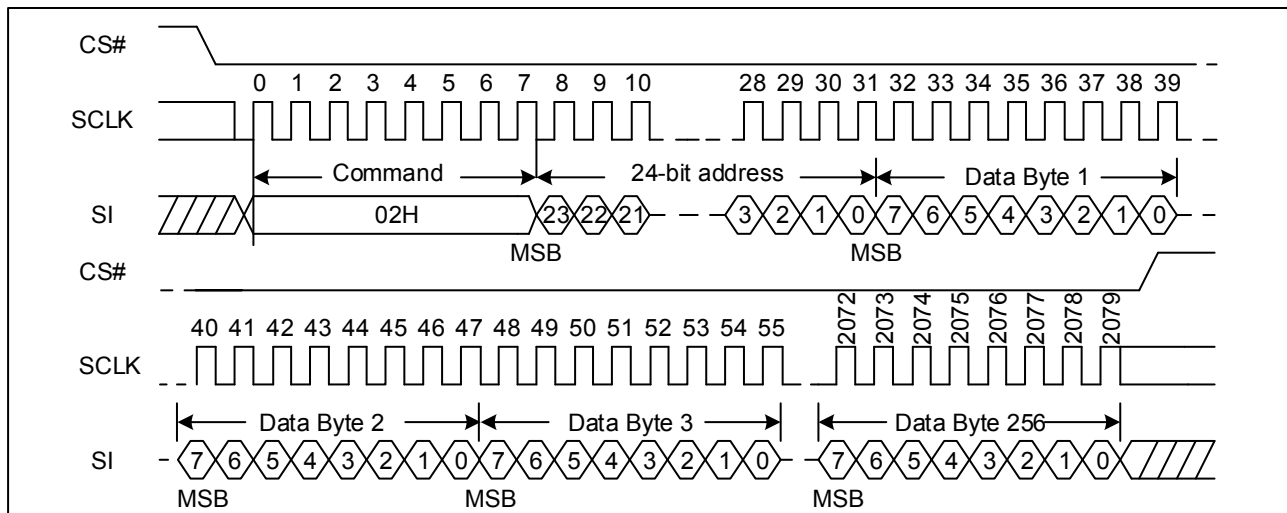 CS#
0 1 2 3 4 5 6 7 8 9 10 28 29 30 31 32 33 34 35 36 37 38 39
SCLK
Command 24-bit address Data Byte 1
SI 02H 23 22 21 3 2 1 0 7 6 5 4 3 2 1 0
MSB MSB
CS#
40 41 42 43 44 45 46 47 48 49 50 51 52 53 54 55 2072 2073 2074 2075 2076 2077 2078 2079
SCLK
Data Byte 2 Data Byte 3 Data Byte 256
SI 7 6 5 4 3 2 1 0 7 6 5 4 3 2 1 0 7 6 5 4 3 2 1 0
MSB MSB MSB